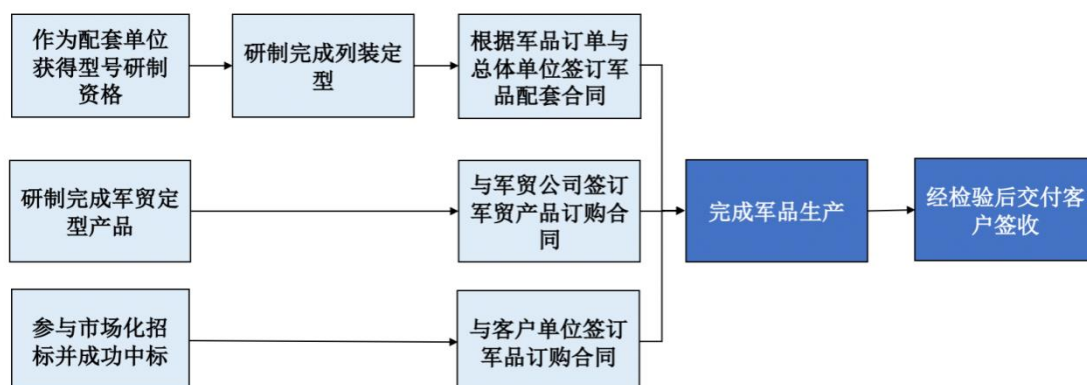 作为配套单位
获得型号研制
资格
研制完成列装定
型
根据军品订单与
总体单位签订军
品配套合同
研制完成军贸定
型产品
与军贸公司签订
军贸产品订购合
同
参与市场化招
标并成功中标
与客户单位签订
军品订购合同
完成军品生产
经检验后交付客
户签收